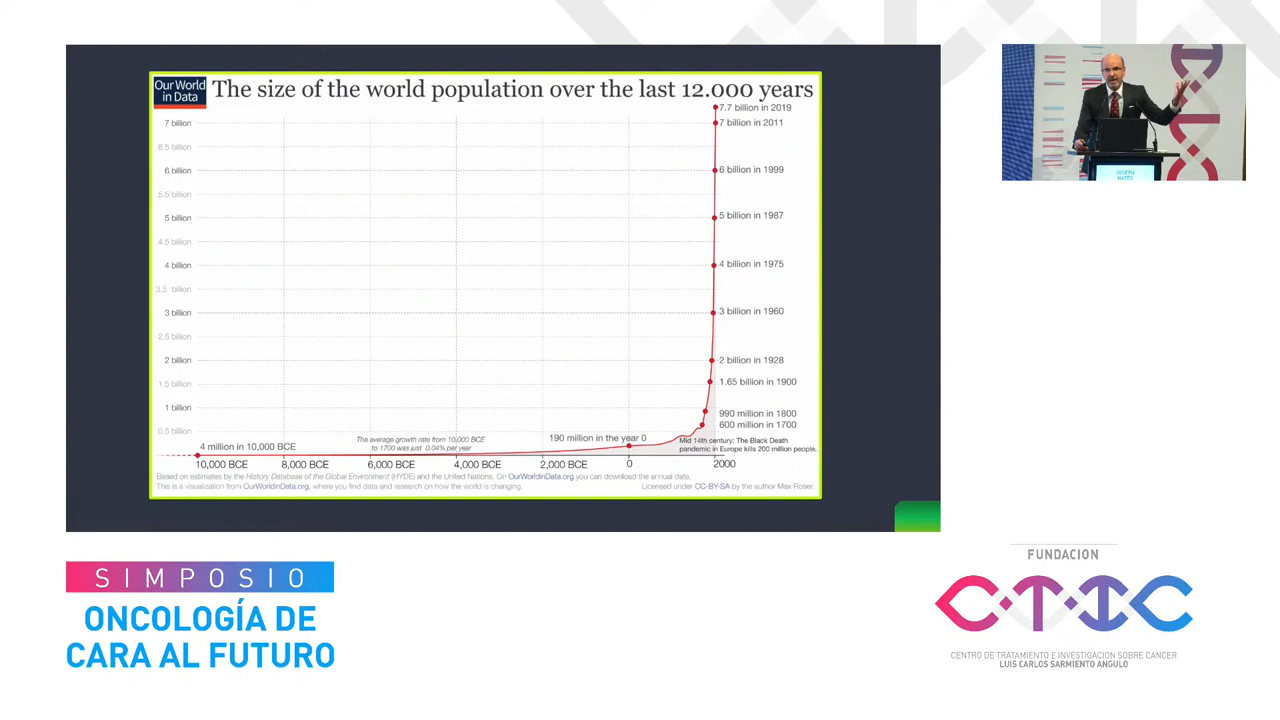 Our World
in Data
The size of the world population over the last 12.000 years
7.7 billion in 2019
7 billion
7 billion in 2011
6.5 billion
6 billion
6 billion in 1999
5.5 billion
5 billion
5 billion in 1987
4.5 billion
4 billion
4 billion in 1975
3.5 billion
3 billion
3 billion in 1960
2.5 billion
2 billion
2 billion in 1928
1.5 billion
1.65 billion in 1900
1 billion
990 million in 1800
600 million in 1700
0.5 billion
4 million in 10,000 BCE
The average growth rate from 10,000 BCE
to 1700 was just 0.04% per year
190 million in the year 0
Mid 14th century: The Black Death
pandemic in Europe kills 200 million people.
10,000 BCE
8,000 BCE
6,000 BCE
4,000 BCE
2,000 BCE
0
2000
Based on estimates by the History Database of the Global Environment (HYDE) and the United Nations. On OurWorldinData.org you can download the annual data.
This is a visualization from OurWorldinData.org, where you find data and research on how the world is changing.
Licensed under CC-BY-SA by the author Max Roser.
JOSEPH
NATES
SIMPOSIO
ONCOLOGÍA DE
CARA AL FUTURO
FUNDACION
CTIC
CENTRO DE TRATAMIENTO E INVESTIGACION SOBRE CANCER
LUIS CARLOS SARMIENTO ANGULO